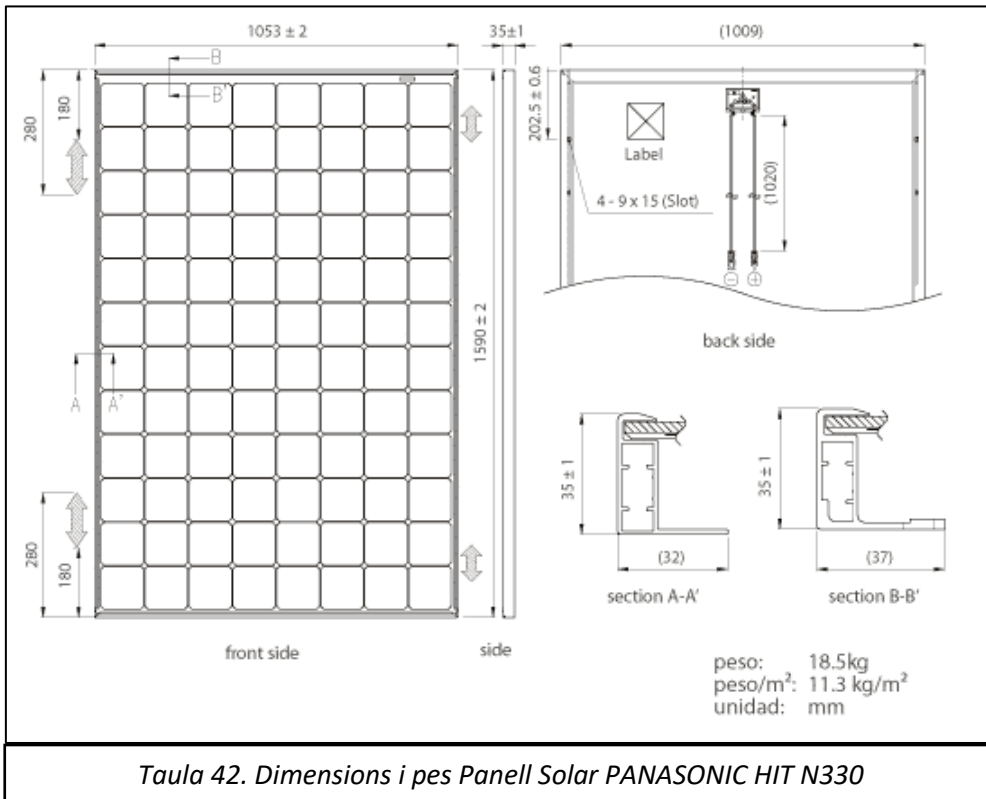 1053 ± 2
35±1
(1009)
B
B'
180
280
202.5 ± 0.6
Label
(1020)
4 - 9 x 15 (Slot)
1590 ± 2
back side
A
A'
35 ± 1
35 ± 1
280
180
(32)
(37)
section A-A'
section B-B'
front side
side
peso: 18.5kg
peso/m²: 11.3 kg/m²
unidad: mm
Taula 42. Dimensions i pes Panell Solar PANASONIC HIT N330